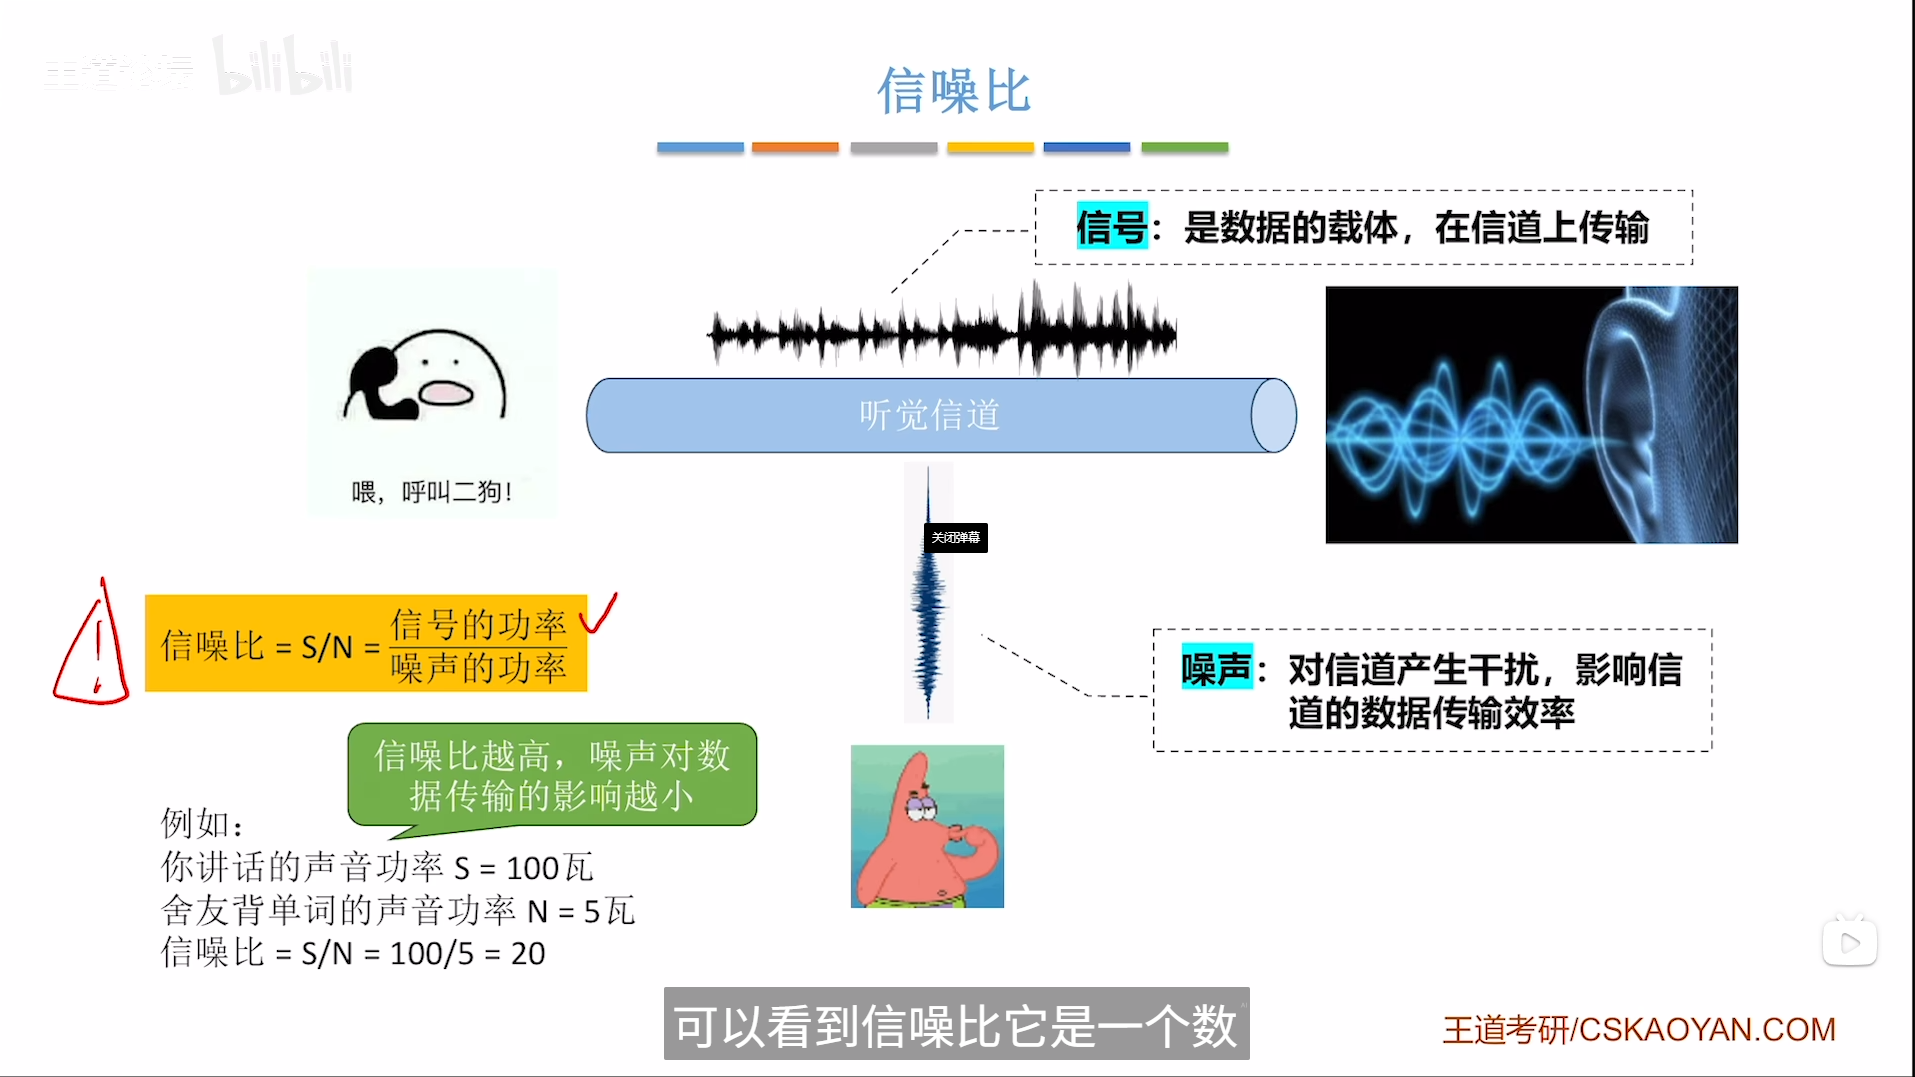 王道论坛 bilibili
信噪比
信号：是数据的载体，在信道上传输
听觉信道
喂，呼叫二狗!
关闭弹幕
信噪比 = S/N = 信号的功率
噪声的功率
噪声：对信道产生干扰，影响信
道的数据传输效率
信噪比越高，噪声对数
据传输的影响越小
例如：
你讲话的声音功率 S = 100瓦
舍友背单词的声音功率 N = 5瓦
信噪比 = S/N = 100/5 = 20
可以看到信噪比它是一个数
王道考研/CSKAOYAN.COM